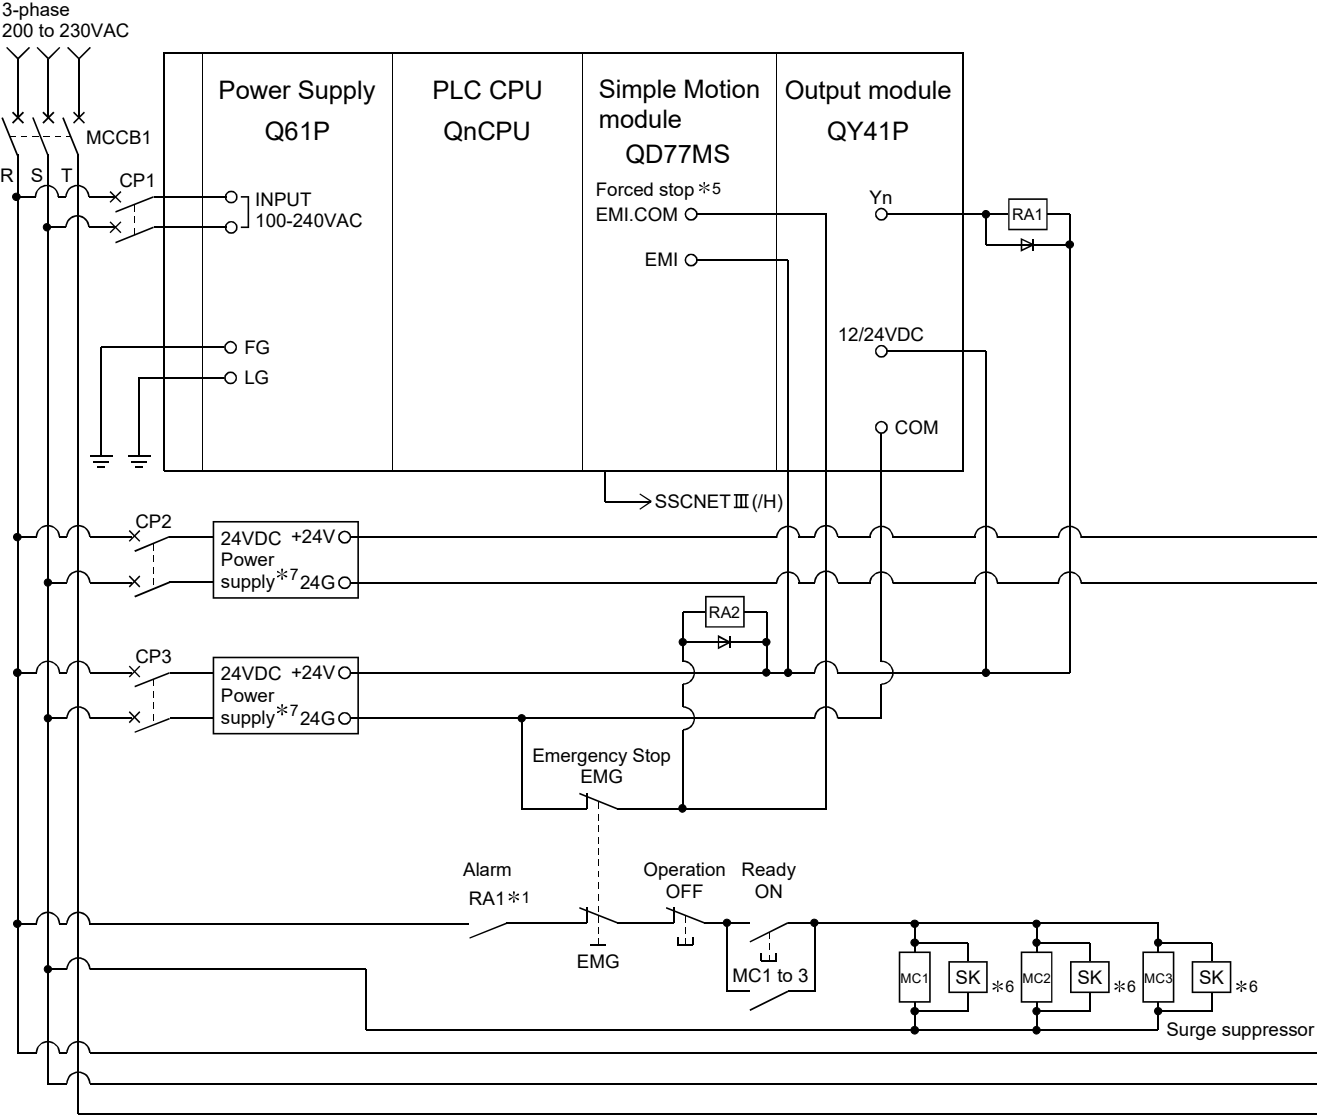 3-phase
200 to 230VAC
MCCB1
R S T
CP1
Power Supply
Q61P
INPUT
100-240VAC
FG
LG
PLC CPU
QnCPU
Simple Motion
module
QD77MS
Forced stop＊5
EMI.COM
EMI
Output module
QY41P
Yn
12/24VDC
COM
RA1
SSCNETⅢ(/H)
CP2
24VDC +24V
Power
supply＊7 24G
RA2
CP3
24VDC +24V
Power
supply＊7 24G
Emergency Stop
EMG
Alarm
RA1＊1
EMG
Operation
OFF
Ready
ON
MC1 to 3
MC1
SK
＊6
MC2
SK
＊6
MC3
SK
＊6
Surge suppressor